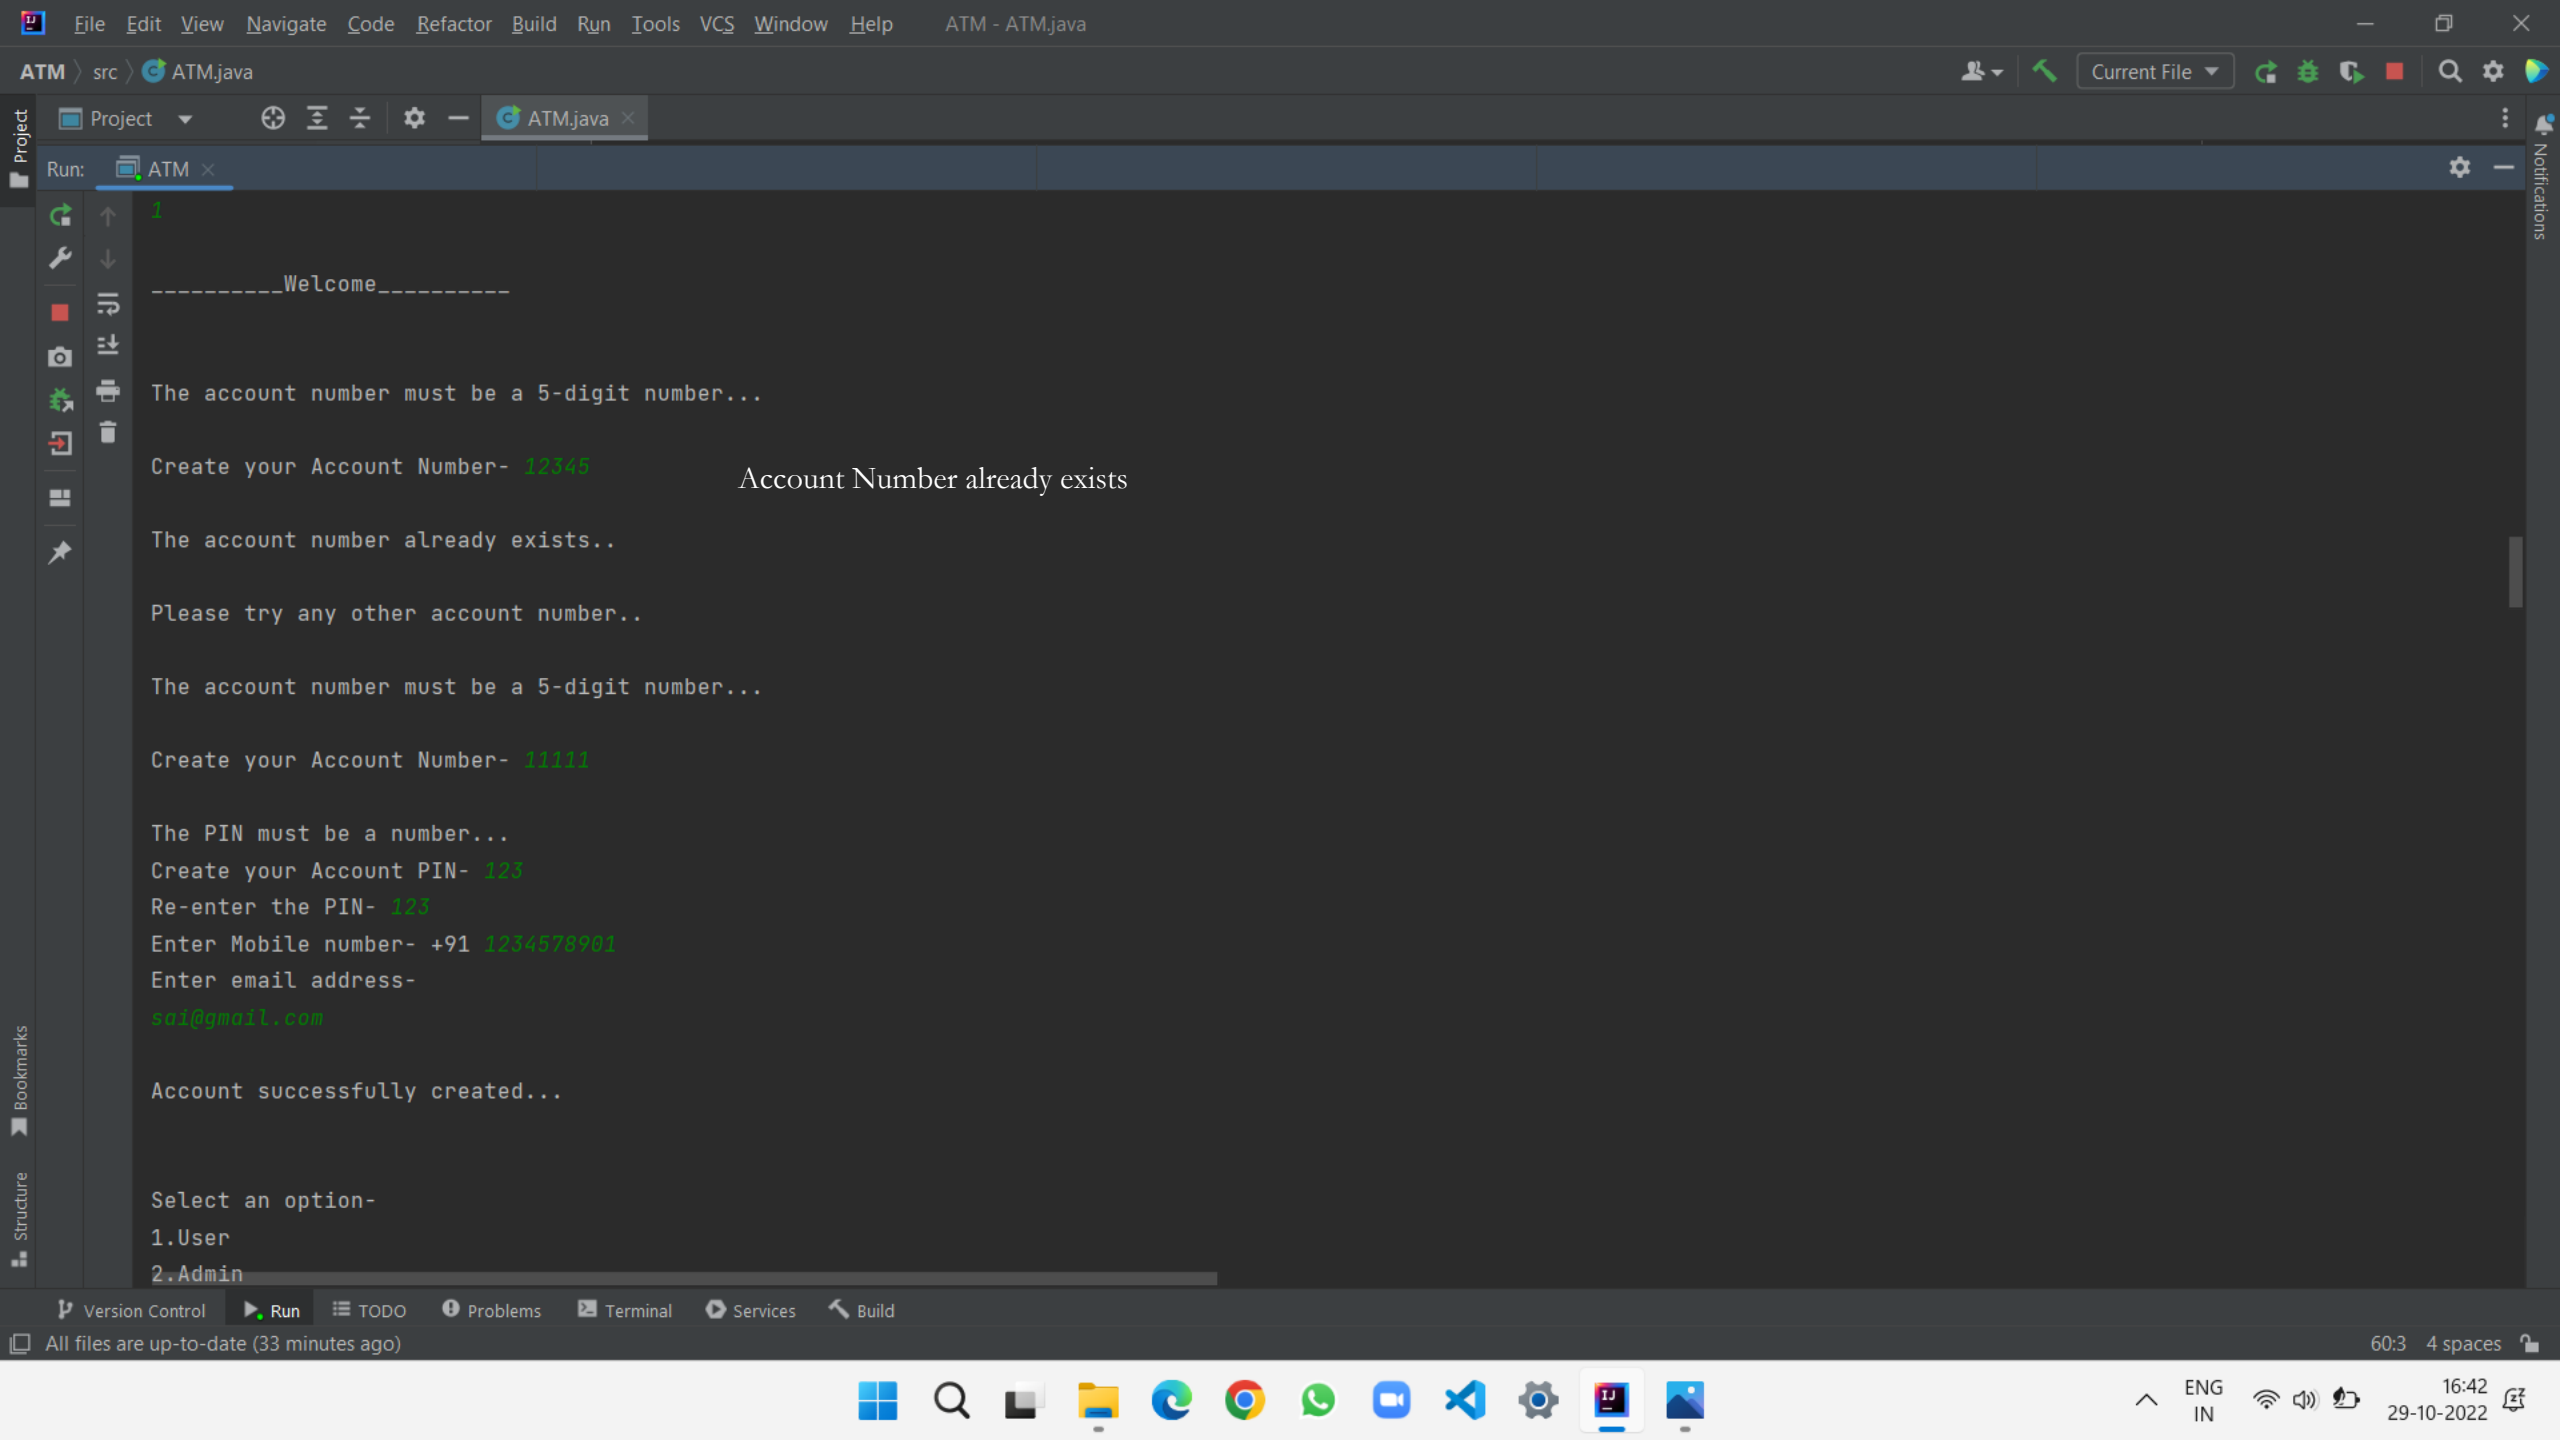 File Edit View Navigate Code Refactor Build Run Tools VCS Window Help ATM - ATM.java
ATM src ATM.java Current File
Project Project ATM.java
Run: ATM
Notifications
1
__________Welcome__________
The account number must be a 5-digit number...
Create your Account Number- 12345
Account Number already exists
The account number already exists..
Please try any other account number..
The account number must be a 5-digit number...
Create your Account Number- 11111
The PIN must be a number...
Create your Account PIN- 123
Re-enter the PIN- 123
Enter Mobile number- +91 1234578901
Enter email address-
sai@gmail.com
Account successfully created...
Select an option-
1.User
2.Admin
Bookmarks
Structure
Version Control Run TODO Problems Terminal Services Build
All files are up-to-date (33 minutes ago) 60:3 4 spaces
ENG
IN
16:42
29-10-2022